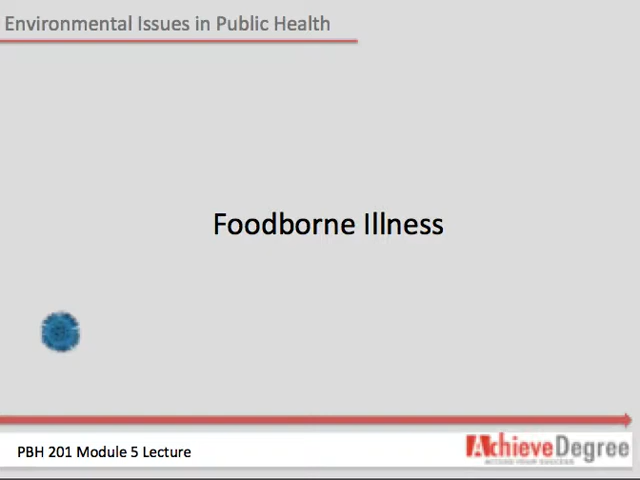 Environmental Issues in Public Health
Foodborne Illness
PBH 201 Module 5 Lecture
AchieveDegree